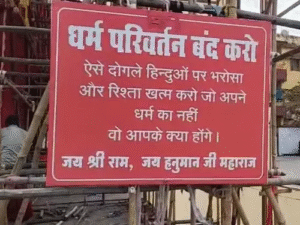 धर्म परिवर्तन बंद करो
ऐसे दोगले हिन्दुओं पर भरोसा
और रिश्ता खत्म करो जो अपने
धर्म का नहीं
वो आपके क्या होंगे।
जय श्री राम, जय हनुमान जी महाराज